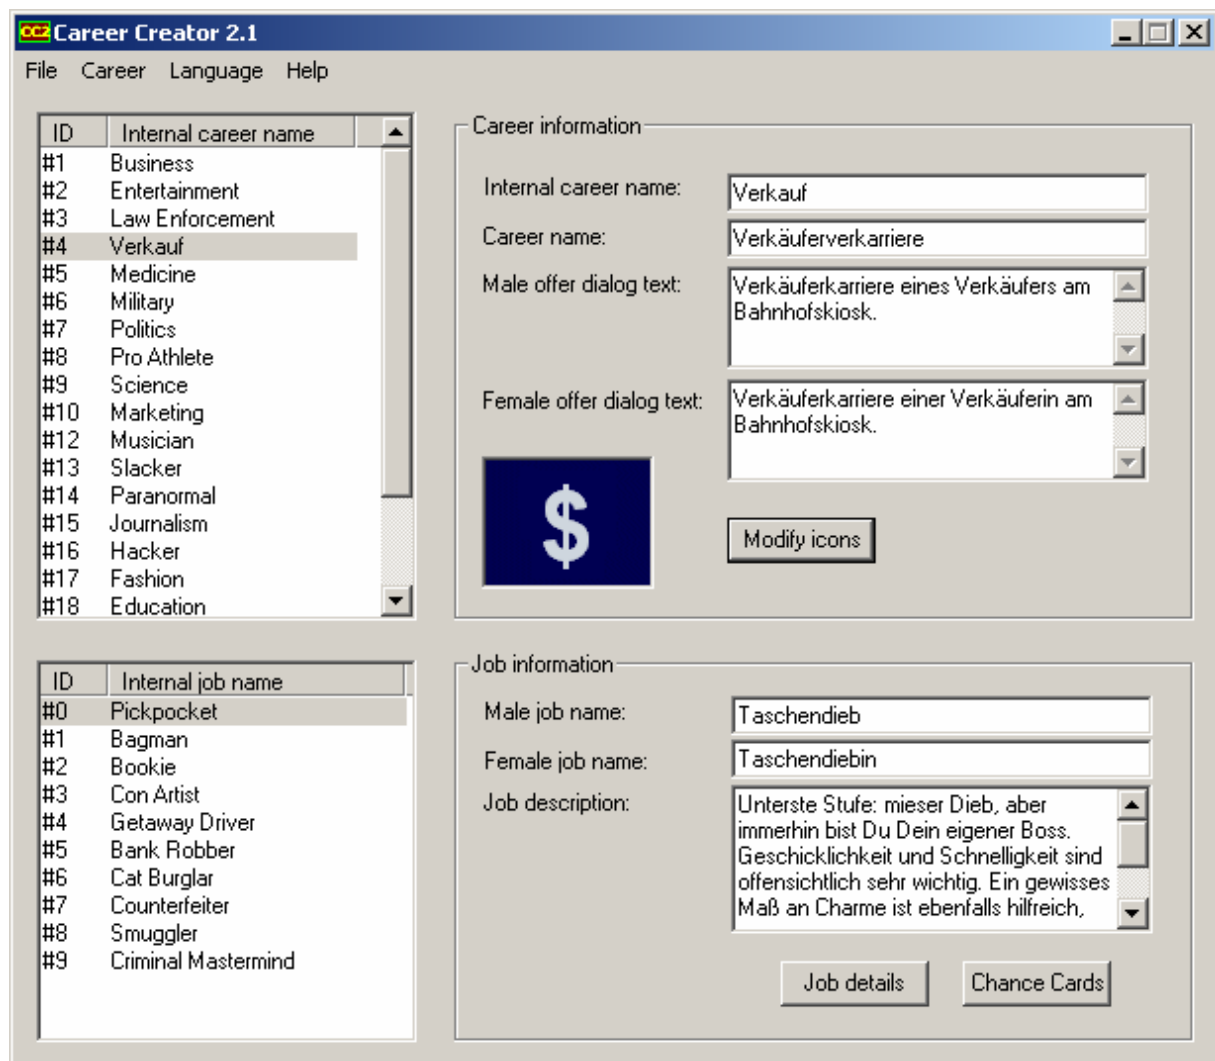 CC2 Career Creator 2.1
File Career Language Help
ID Internal career name
#1 Business
#2 Entertainment
#3 Law Enforcement
#4 Verkauf
#5 Medicine
#6 Military
#7 Politics
#8 Pro Athlete
#9 Science
#10 Marketing
#12 Musician
#13 Slacker
#14 Paranormal
#15 Journalism
#16 Hacker
#17 Fashion
#18 Education
Career information
Internal career name: Verkauf
Career name: Verkäuferverkarriere
Male offer dialog text: Verkäuferkarriere eines Verkäufers am
Bahnhofskiosk.
Female offer dialog text: Verkäuferkarriere einer Verkäuferin am
Bahnhofskiosk.
$
Modify icons
ID Internal job name
#0 Pickpocket
#1 Bagman
#2 Bookie
#3 Con Artist
#4 Getaway Driver
#5 Bank Robber
#6 Cat Burglar
#7 Counterfeiter
#8 Smuggler
#9 Criminal Mastermind
Job information
Male job name: Taschendieb
Female job name: Taschendiebin
Job description: Unterste Stufe: mieser Dieb, aber
immerhin bist Du Dein eigener Boss.
Geschicklichkeit und Schnelligkeit sind
offensichtlich sehr wichtig. Ein gewisses
Maß an Charme ist ebenfalls hilfreich,
Job details Chance Cards